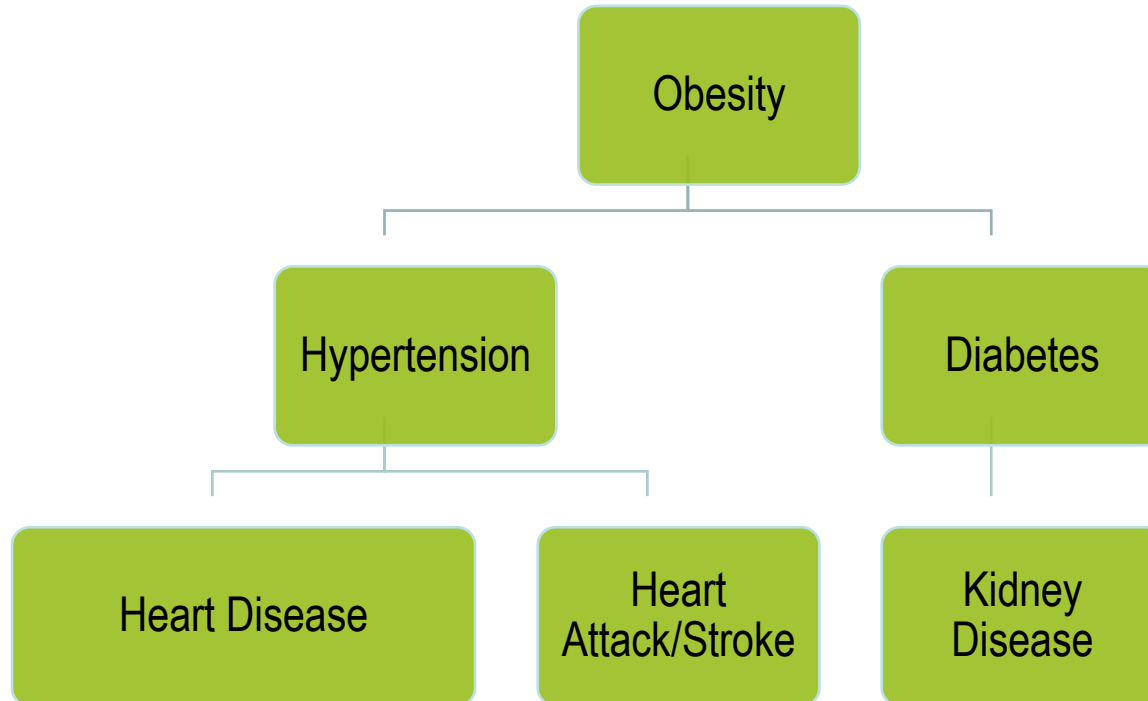 Obesity
Hypertension
Diabetes
Heart Disease
Heart
Attack/Stroke
Kidney
Disease